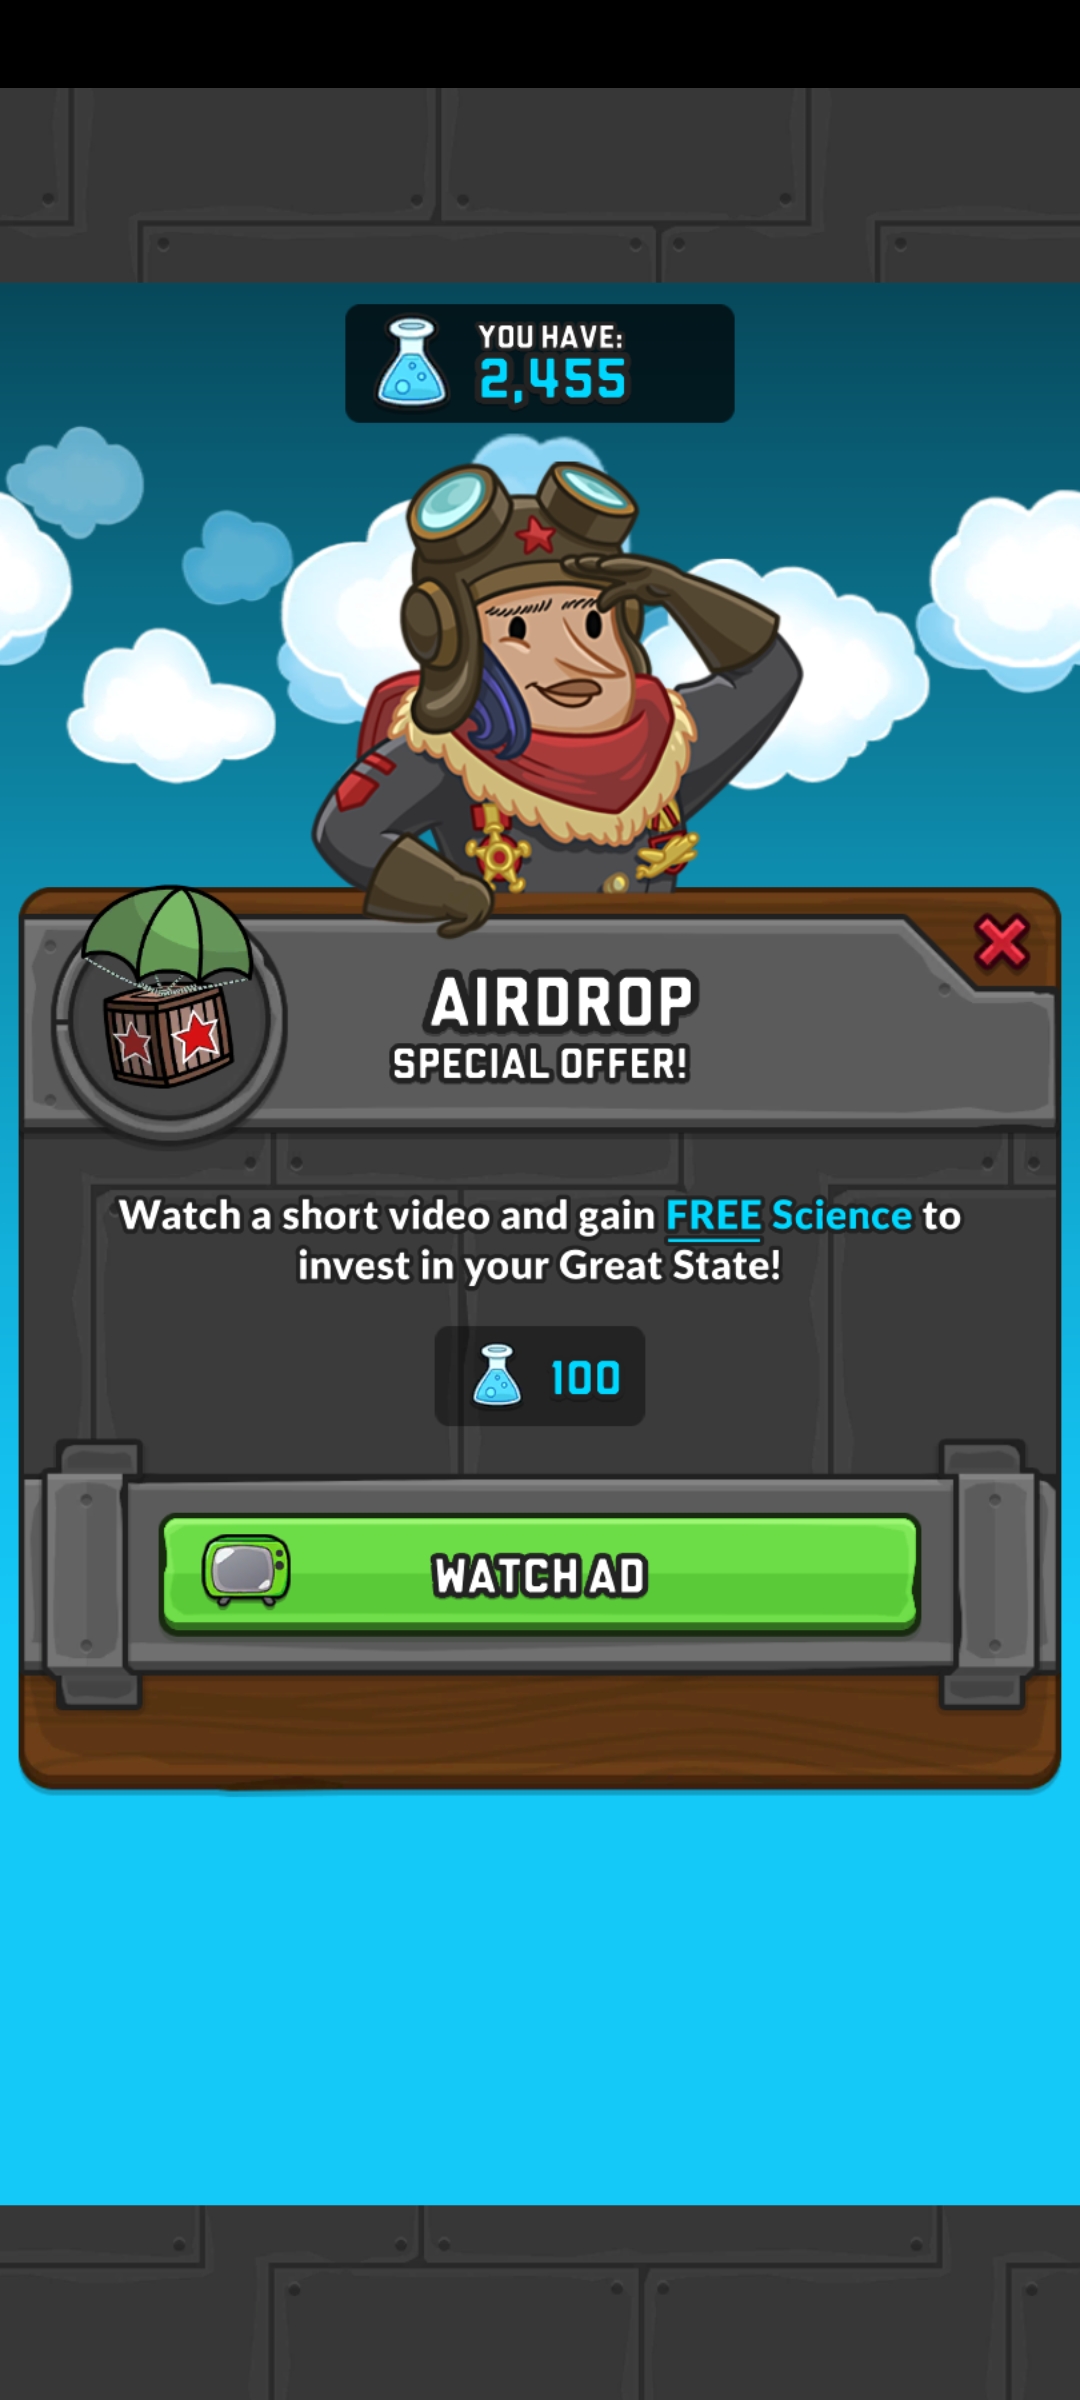 YOU HAVE:
2,455
AIRDROP
SPECIAL OFFER!
Watch a short video and gain FREE Science to
invest in your Great State!
100
WATCH AD